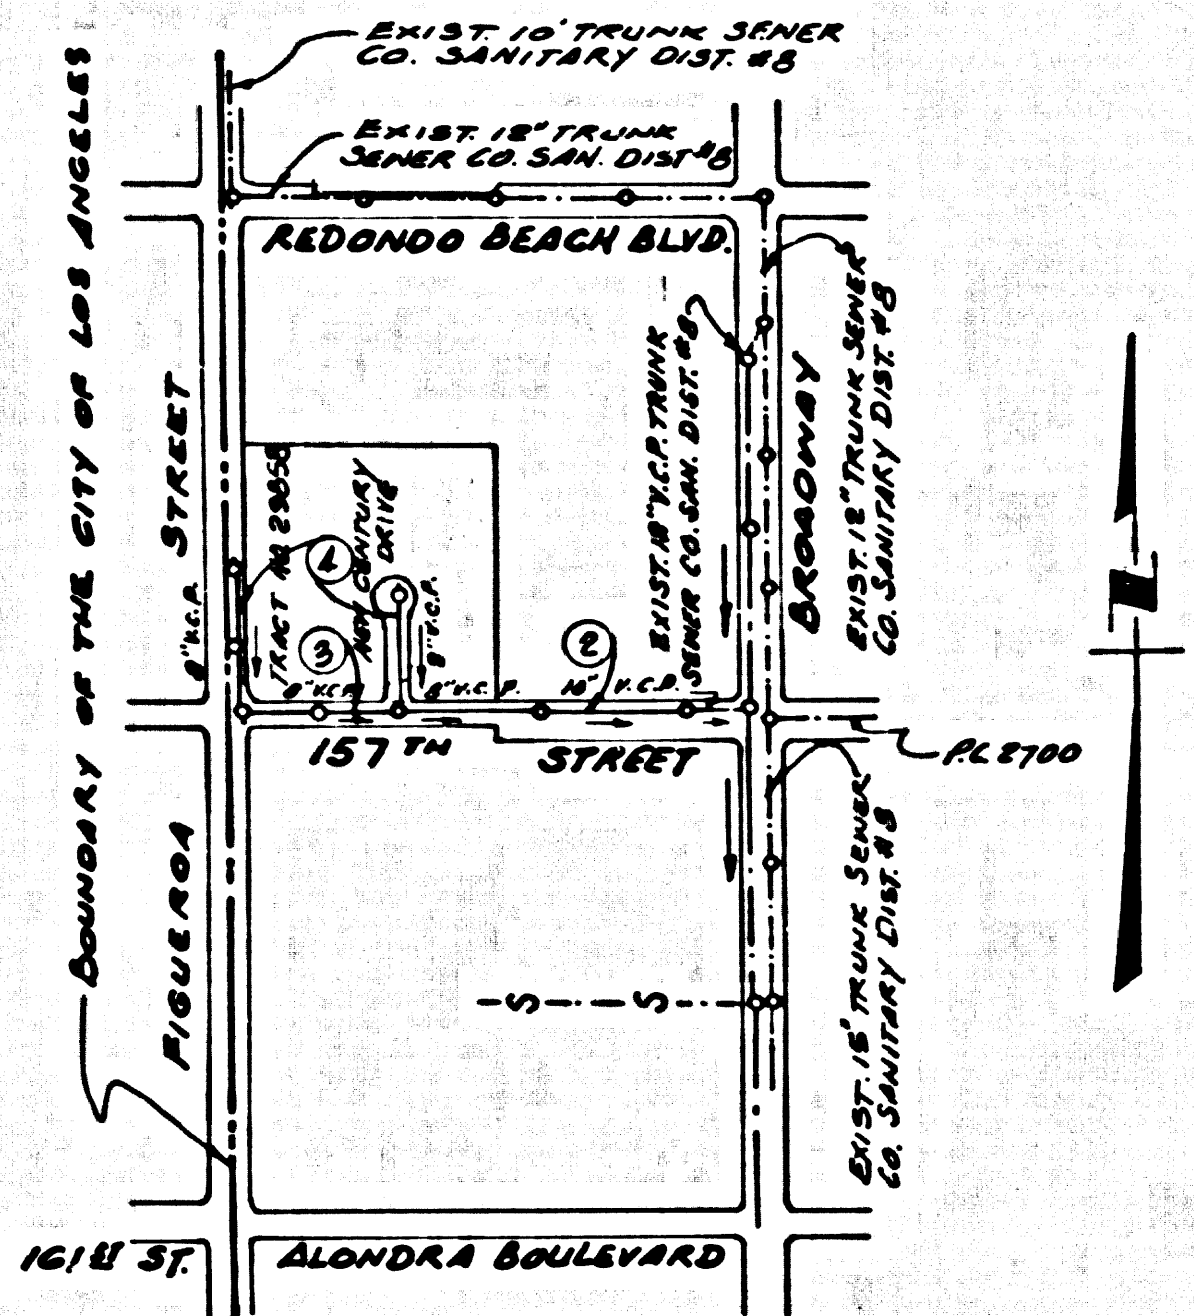 EXIST. 10" TRUNK SEWER
CO. SANITARY DIST. #8
EXIST. 12" TRUNK
SEWER CO. SAN. DIST #8
REDONDO BEACH BLVD.
BOUNDARY OF THE CITY OF LOS ANGELES
FIGUEROA STREET
8" V.C.P.
TRACT NO. 29858
NEW CENTURY
DRIVE
1
3
2
8" V.C.P.
8" V.C.P.
8" V.C.P.
10" V.C.P.
EXIST. 18" V.C.P. TRUNK
SEWER CO. SAN. DIST. #8
BROADWAY
EXIST. 12" TRUNK SEWER
CO. SANITARY DIST. #8
N
157TH STREET
P.C. 2700
S S
EXIST. 15" TRUNK SEWER
CO. SANITARY DIST. #8
161ST ST.
ALONDRA BOULEVARD